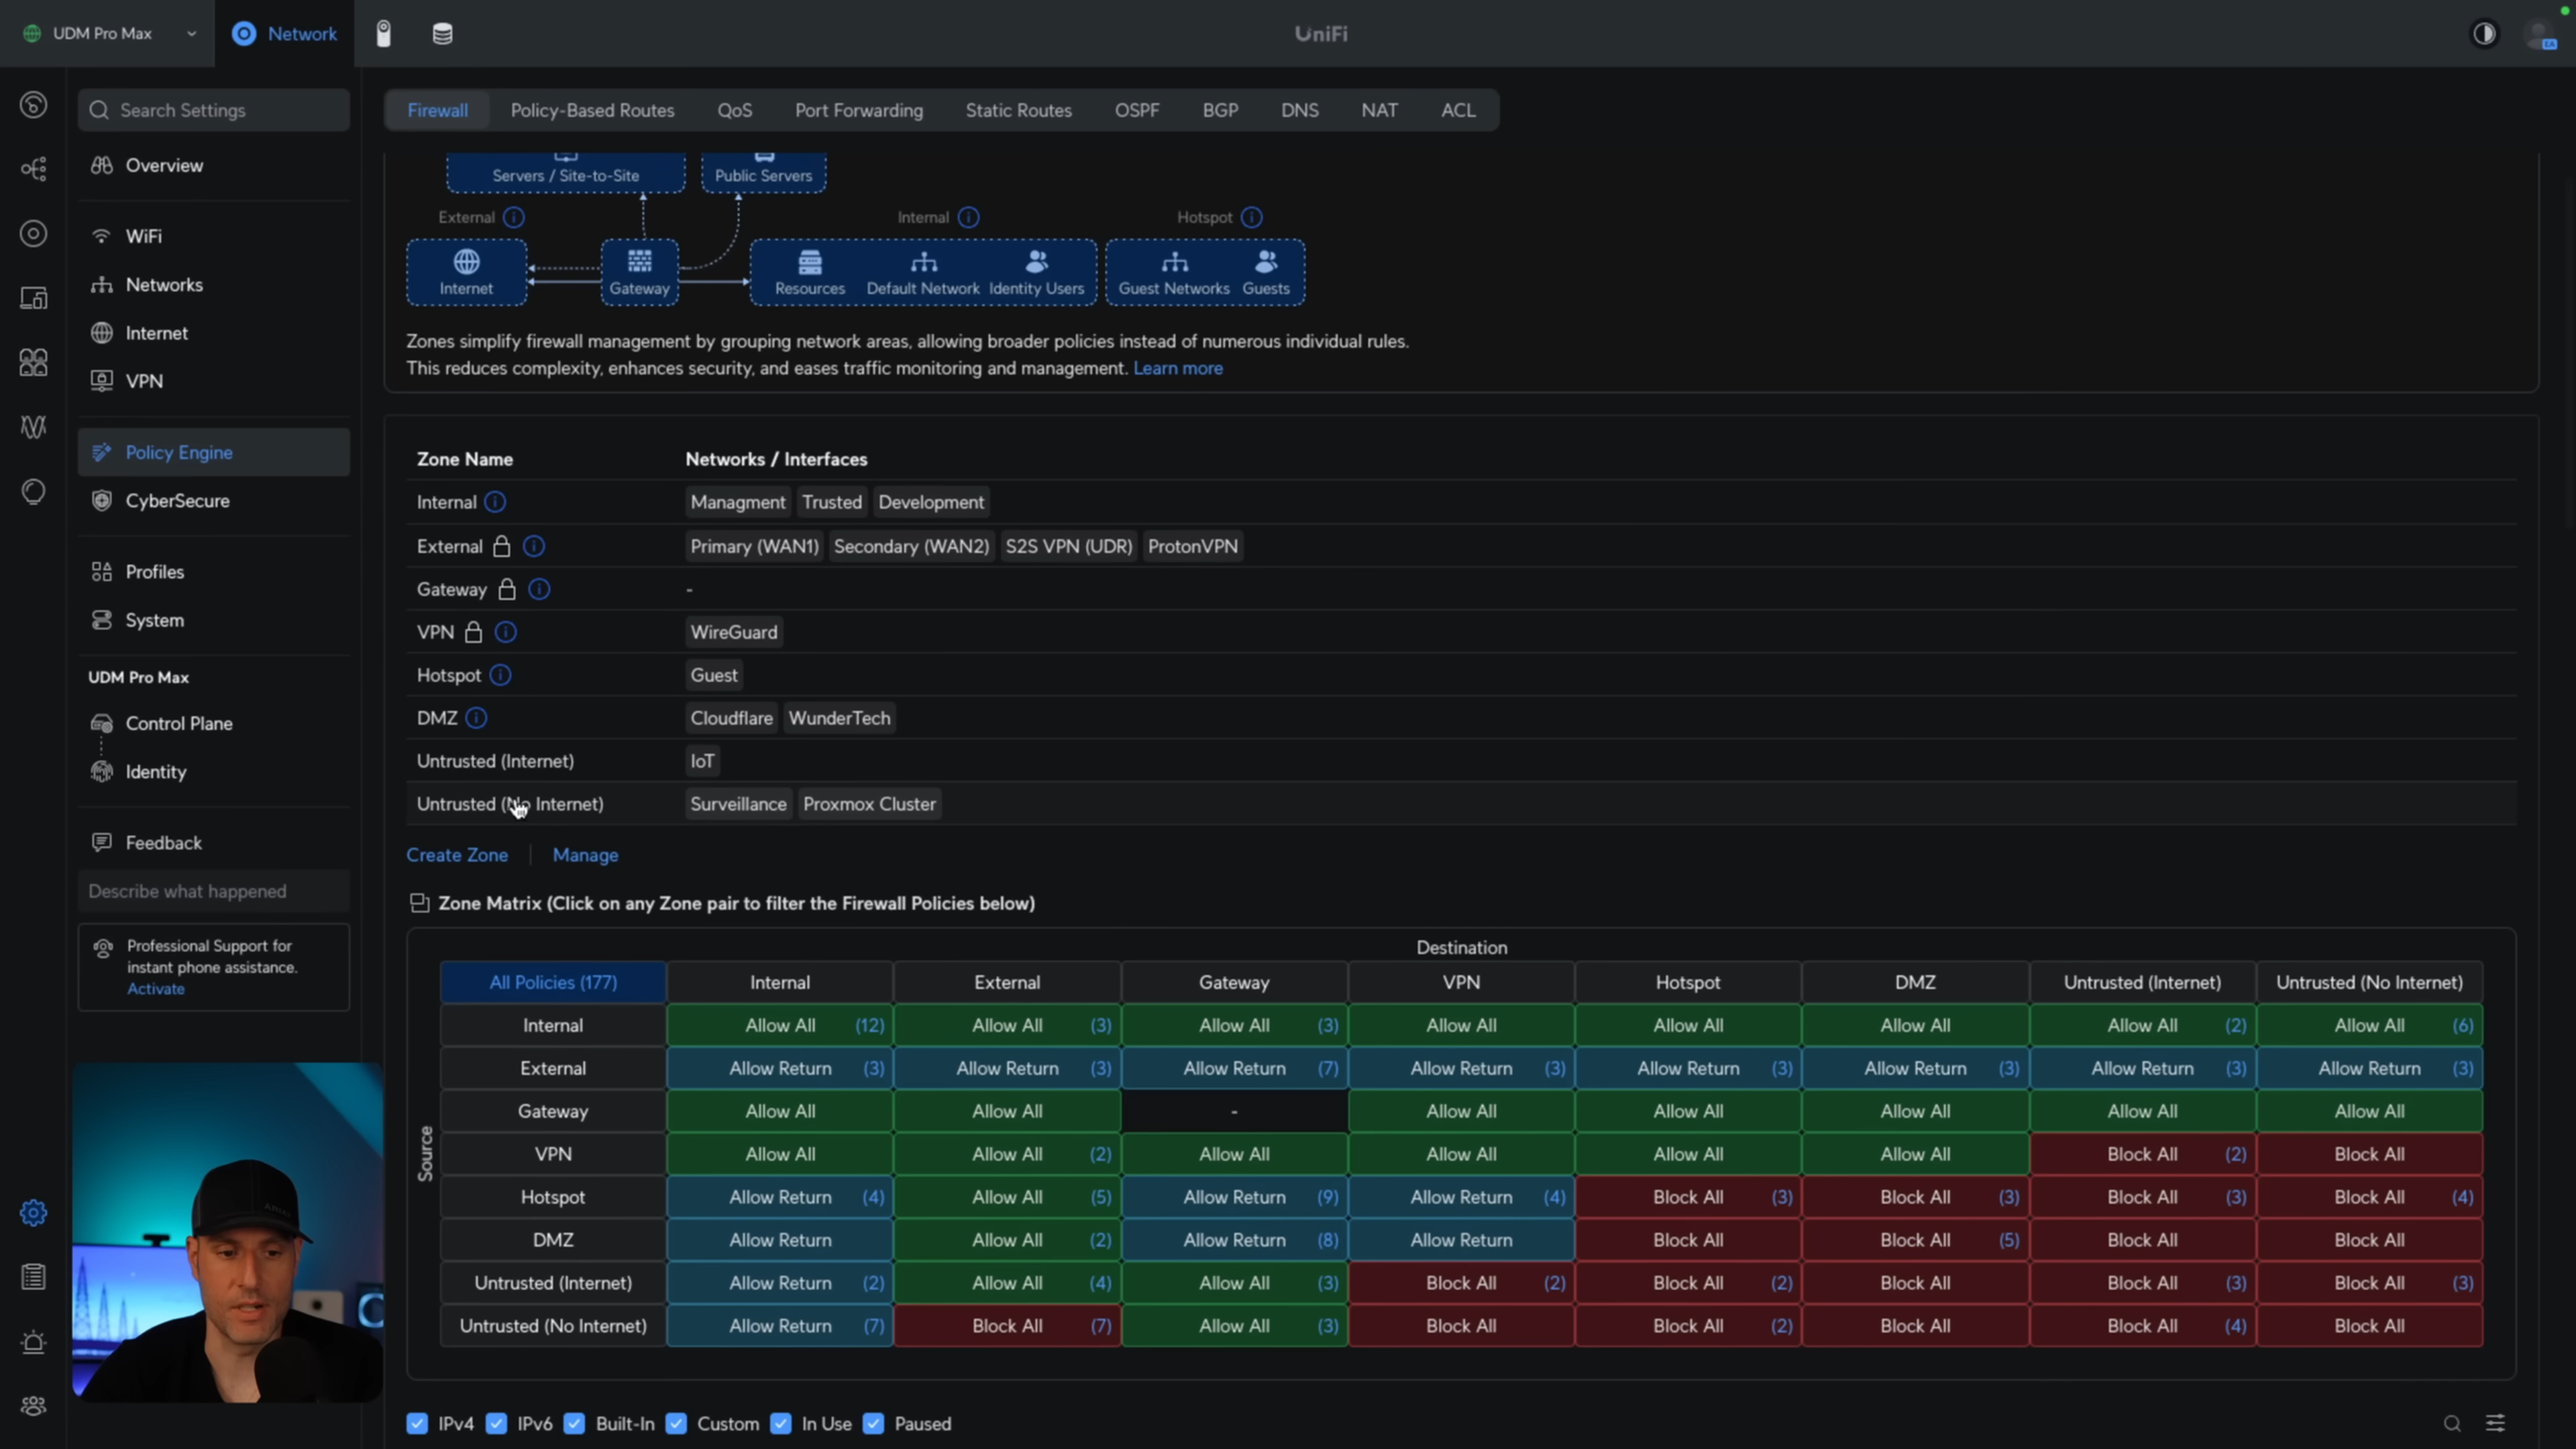 UDM Pro Max
Network
UniFi
Search Settings
Overview
WiFi
Networks
Internet
VPN
Policy Engine
CyberSecure
Profiles
System
UDM Pro Max
Control Plane
Identity
Feedback
Describe what happened
Professional Support for
instant phone assistance.
Activate
Firewall Policy-Based Routes QoS Port Forwarding Static Routes OSPF BGP DNS NAT ACL
Servers / Site-to-Site Public Servers
External Internal Hotspot
Internet Gateway Resources Default Network Identity Users Guest Networks Guests
Zones simplify firewall management by grouping network areas, allowing broader policies instead of numerous individual rules.
This reduces complexity, enhances security, and eases traffic monitoring and management. Learn more
Zone Name Networks / Interfaces
Internal Managment Trusted Development
External Primary (WAN1) Secondary (WAN2) S2S VPN (UDR) ProtonVPN
Gateway -
VPN WireGuard
Hotspot Guest
DMZ Cloudflare WunderTech
Untrusted (Internet) IoT
Untrusted (No Internet) Surveillance Proxmox Cluster
Create Zone Manage
Zone Matrix (Click on any Zone pair to filter the Firewall Policies below)
Destination
All Policies (177) Internal External Gateway VPN Hotspot DMZ Untrusted (Internet) Untrusted (No Internet)
Source
Internal Allow All (12) Allow All (3) Allow All (3) Allow All Allow All Allow All Allow All (2) Allow All (6)
External Allow Return (3) Allow Return (3) Allow Return (7) Allow Return (3) Allow Return (3) Allow Return (3) Allow Return (3) Allow Return (3)
Gateway Allow All Allow All - Allow All Allow All Allow All Allow All Allow All
VPN Allow All Allow All (2) Allow All Allow All Allow All Allow All Block All (2) Block All
Hotspot Allow Return (4) Allow All (5) Allow Return (9) Allow Return (4) Block All (3) Block All (3) Block All (3) Block All (4)
DMZ Allow Return Allow All (2) Allow Return (8) Allow Return Block All Block All (5) Block All Block All
Untrusted (Internet) Allow Return (2) Allow All (4) Allow All (3) Block All (2) Block All (2) Block All Block All (3) Block All (3)
Untrusted (No Internet) Allow Return (7) Block All (7) Allow All (3) Block All Block All (2) Block All Block All (4) Block All
IPv4 IPv6 Built-In Custom In Use Paused